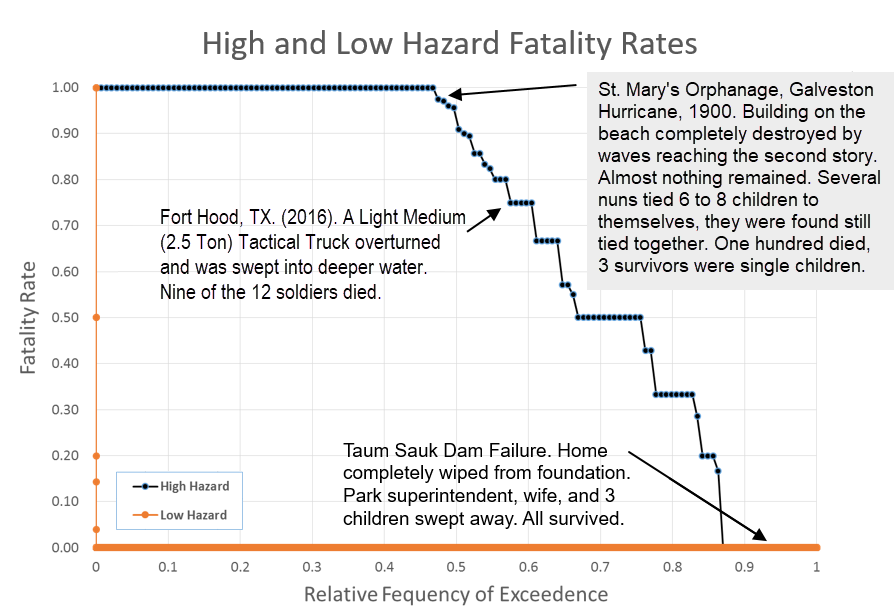 High and Low Hazard Fatality Rates
1.00
0.90
0.80
0.70
0.60
0.50
0.40
0.30
0.20
0.10
0.00
Fatality Rate
St. Mary's Orphanage, Galveston
Hurricane, 1900. Building on the
beach completely destroyed by
waves reaching the second story.
Almost nothing remained. Several
nuns tied 6 to 8 children to
themselves, they were found still
tied together. One hundred died,
3 survivors were single children.
Fort Hood, TX. (2016). A Light Medium
(2.5 Ton) Tactical Truck overturned
and was swept into deeper water.
Nine of the 12 soldiers died.
Taum Sauk Dam Failure. Home
completely wiped from foundation.
Park superintendent, wife, and 3
children swept away. All survived.
High Hazard
Low Hazard
0 0.1 0.2 0.3 0.4 0.5 0.6 0.7 0.8 0.9 1
Relative Fequency of Exceedence